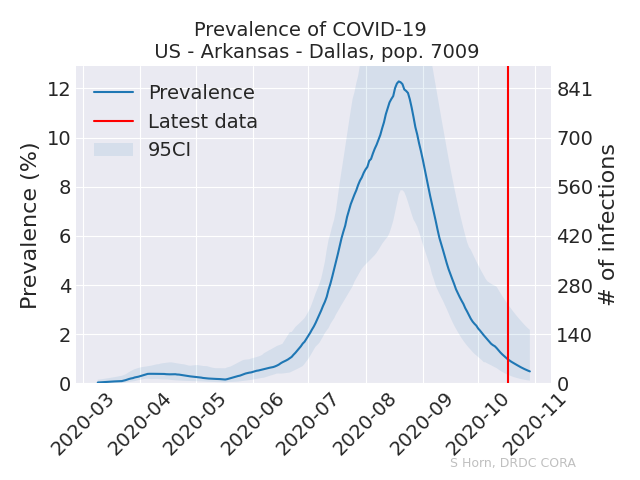 Prevalence of COVID-19
US - Arkansas - Dallas, pop. 7009
Prevalence
Latest data
95CI
Prevalence (%)
12
10
8
6
4
2
0
841
700
560
420
280
140
0
# of infections
2020-03
2020-04
2020-05
2020-06
2020-07
2020-08
2020-09
2020-10
2020-11
S Horn, DRDC CORA